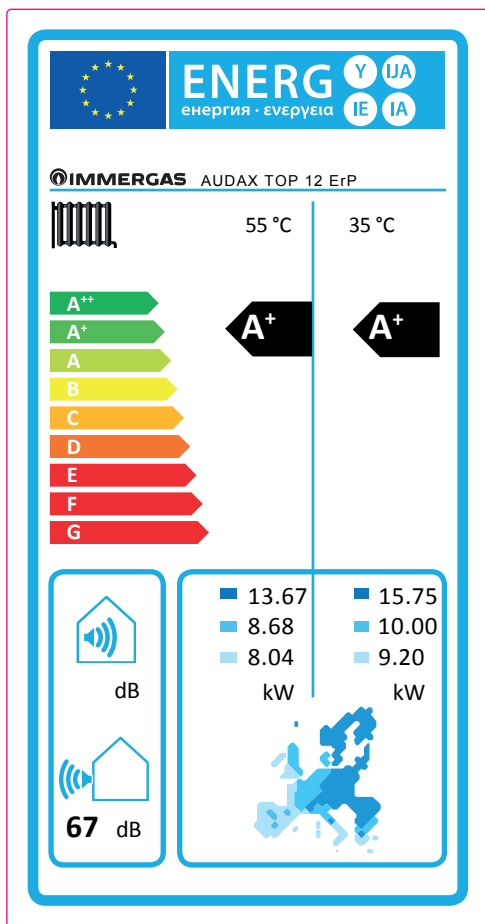 ENERG Y IJA
енергия · ενεργεια IE IA
IMMERGAS AUDAX TOP 12 ErP
55 °C 35 °C
A++
A+ A+ A+
A
B
C
D
E
F
G
13.67 15.75
8.68 10.00
8.04 9.20
dB kW kW
67 dB